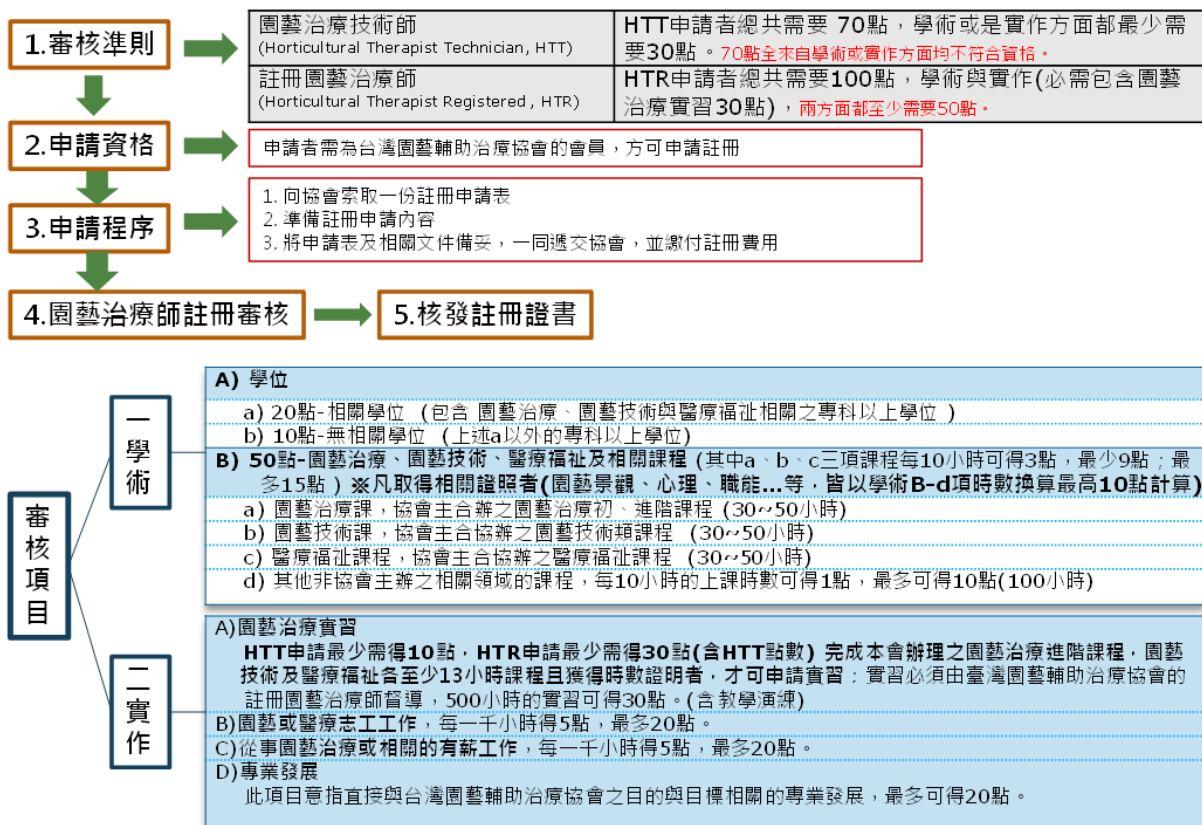 1.審核準則
園藝治療技術師
(Horticultural Therapist Technician, HTT)
HTT申請者總共需要 70點，學術或是實作方面都最少需
要30點。70點全來自學術或實作方面均不符合資格。
註冊園藝治療師
(Horticultural Therapist Registered , HTR)
HTR申請者總共需要100點，學術與實作(必需包含園藝
治療實習30點)，兩方面都至少需要50點。
2.申請資格
申請者需為台灣園藝輔助治療協會的會員，方可申請註冊
3.申請程序
1. 向協會索取一份註冊申請表
2. 準備註冊申請內容
3. 將申請表及相關文件備妥，一同遞交協會，並繳付註冊費用
4.園藝治療師註冊審核
5.核發註冊證書
審核項目
一學術
A) 學位
a) 20點-相關學位 (包含 園藝治療、園藝技術與醫療福祉相關之專科以上學位 )
b) 10點-無相關學位 (上述a以外的專科以上學位)
B) 50點-園藝治療、園藝技術、醫療福祉及相關課程 (其中a、b、c三項課程每10小時可得3點，最少9點；最
多15點 ) ※凡取得相關證照者(園藝景觀、心理、職能...等，皆以學術B-d項時數換算最高10點計算)
a) 園藝治療課，協會主合辦之園藝治療初、進階課程 (30~50小時)
b) 園藝技術課，協會主合協辦之園藝技術類課程 (30~50小時)
c) 醫療福祉課程，協會主合協辦之醫療福祉課程 (30~50小時)
d) 其他非協會主辦之相關領域的課程，每10小時的上課時數可得1點，最多可得10點(100小時)
二實作
A)園藝治療實習
HTT申請最少需得10點，HTR申請最少需得30點(含HTT點數) 完成本會辦理之園藝治療進階課程，園藝
技術及醫療福祉各至少13小時課程且獲得時數證明者，才可申請實習；實習必須由臺灣園藝輔助治療協會的
註冊園藝治療師督導，500小時的實習可得30點。(含教學演練)
B)園藝或醫療志工工作，每一千小時得5點，最多20點。
C)從事園藝治療或相關的有薪工作，每一千小時得5點，最多20點。
D)專業發展
此項目意指直接與台灣園藝輔助治療協會之目的與目標相關的專業發展，最多可得20點。